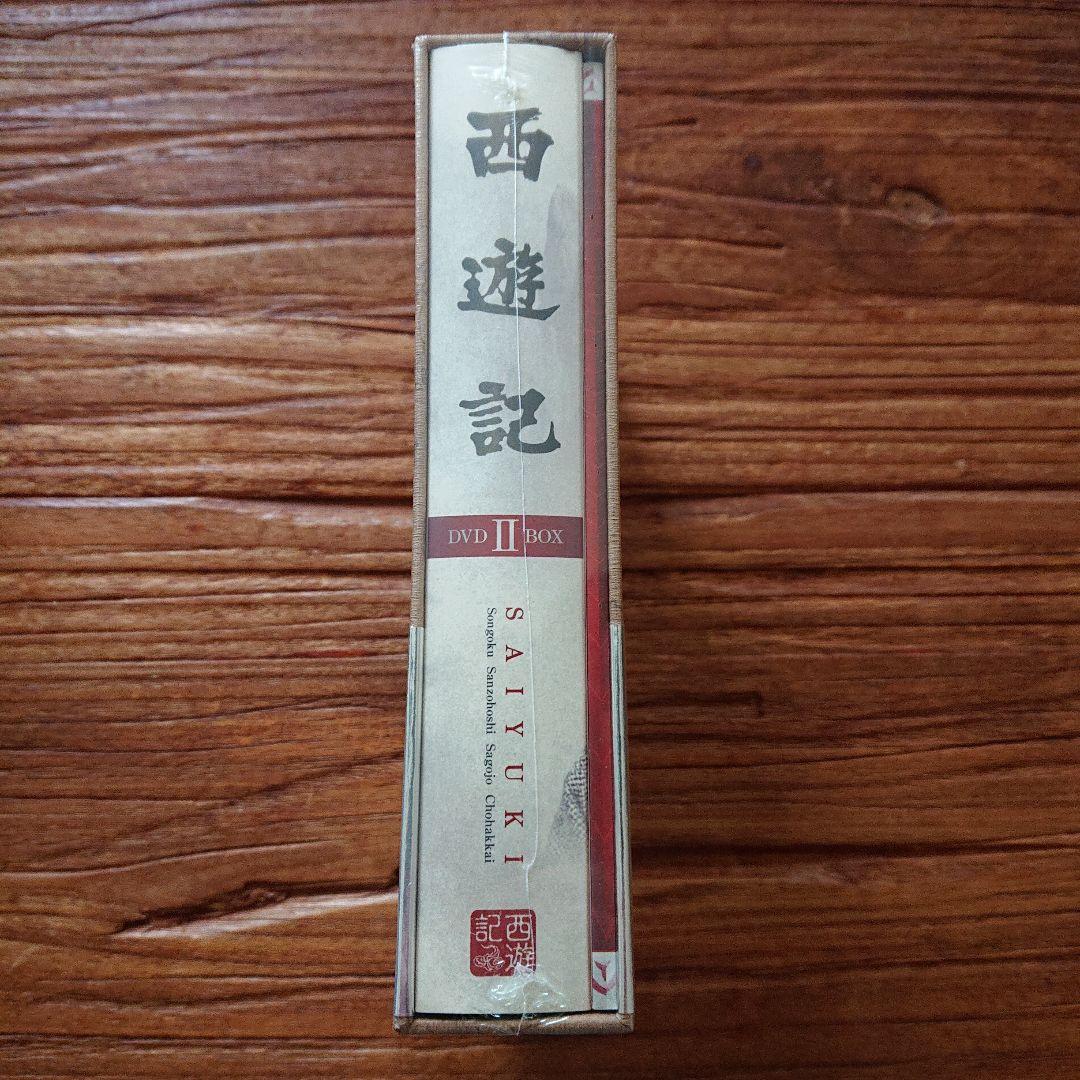 西遊記
DVD II BOX
SAIYUKI
Songoku Sanzohoshi Sagojo Chohakkai
西遊
記